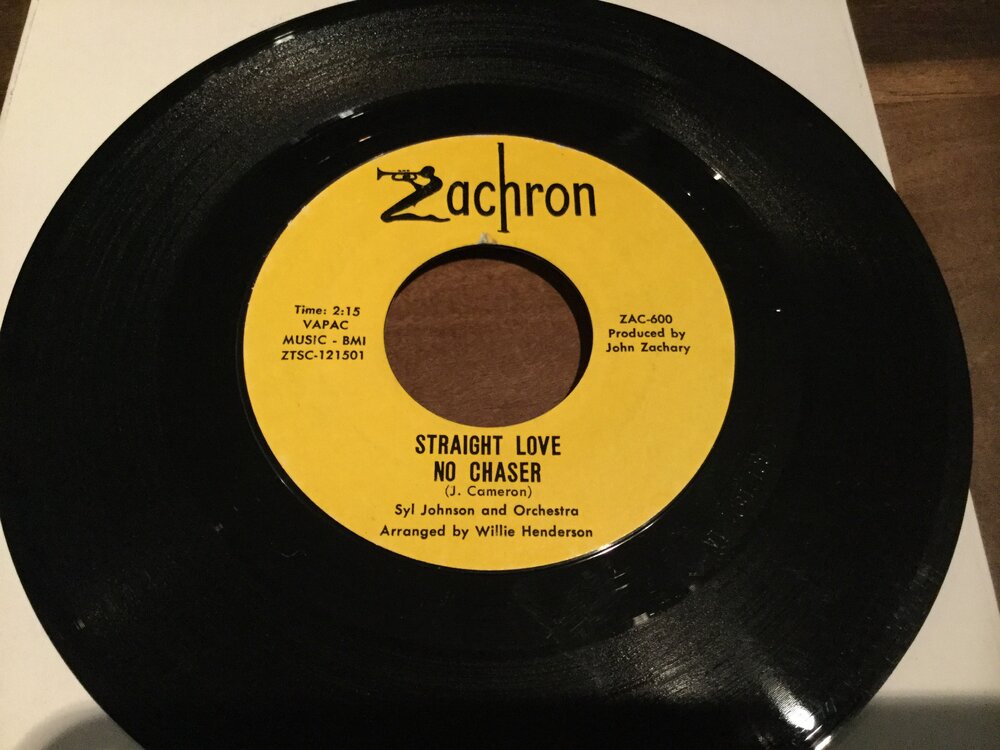 Zachron
Time: 2:15
VAPAC
MUSIC - BMI
ZTSC-121501
ZAC-600
Produced by
John Zachary
STRAIGHT LOVE
NO CHASER
(J. Cameron)
Syl Johnson and Orchestra
Arranged by Willie Henderson